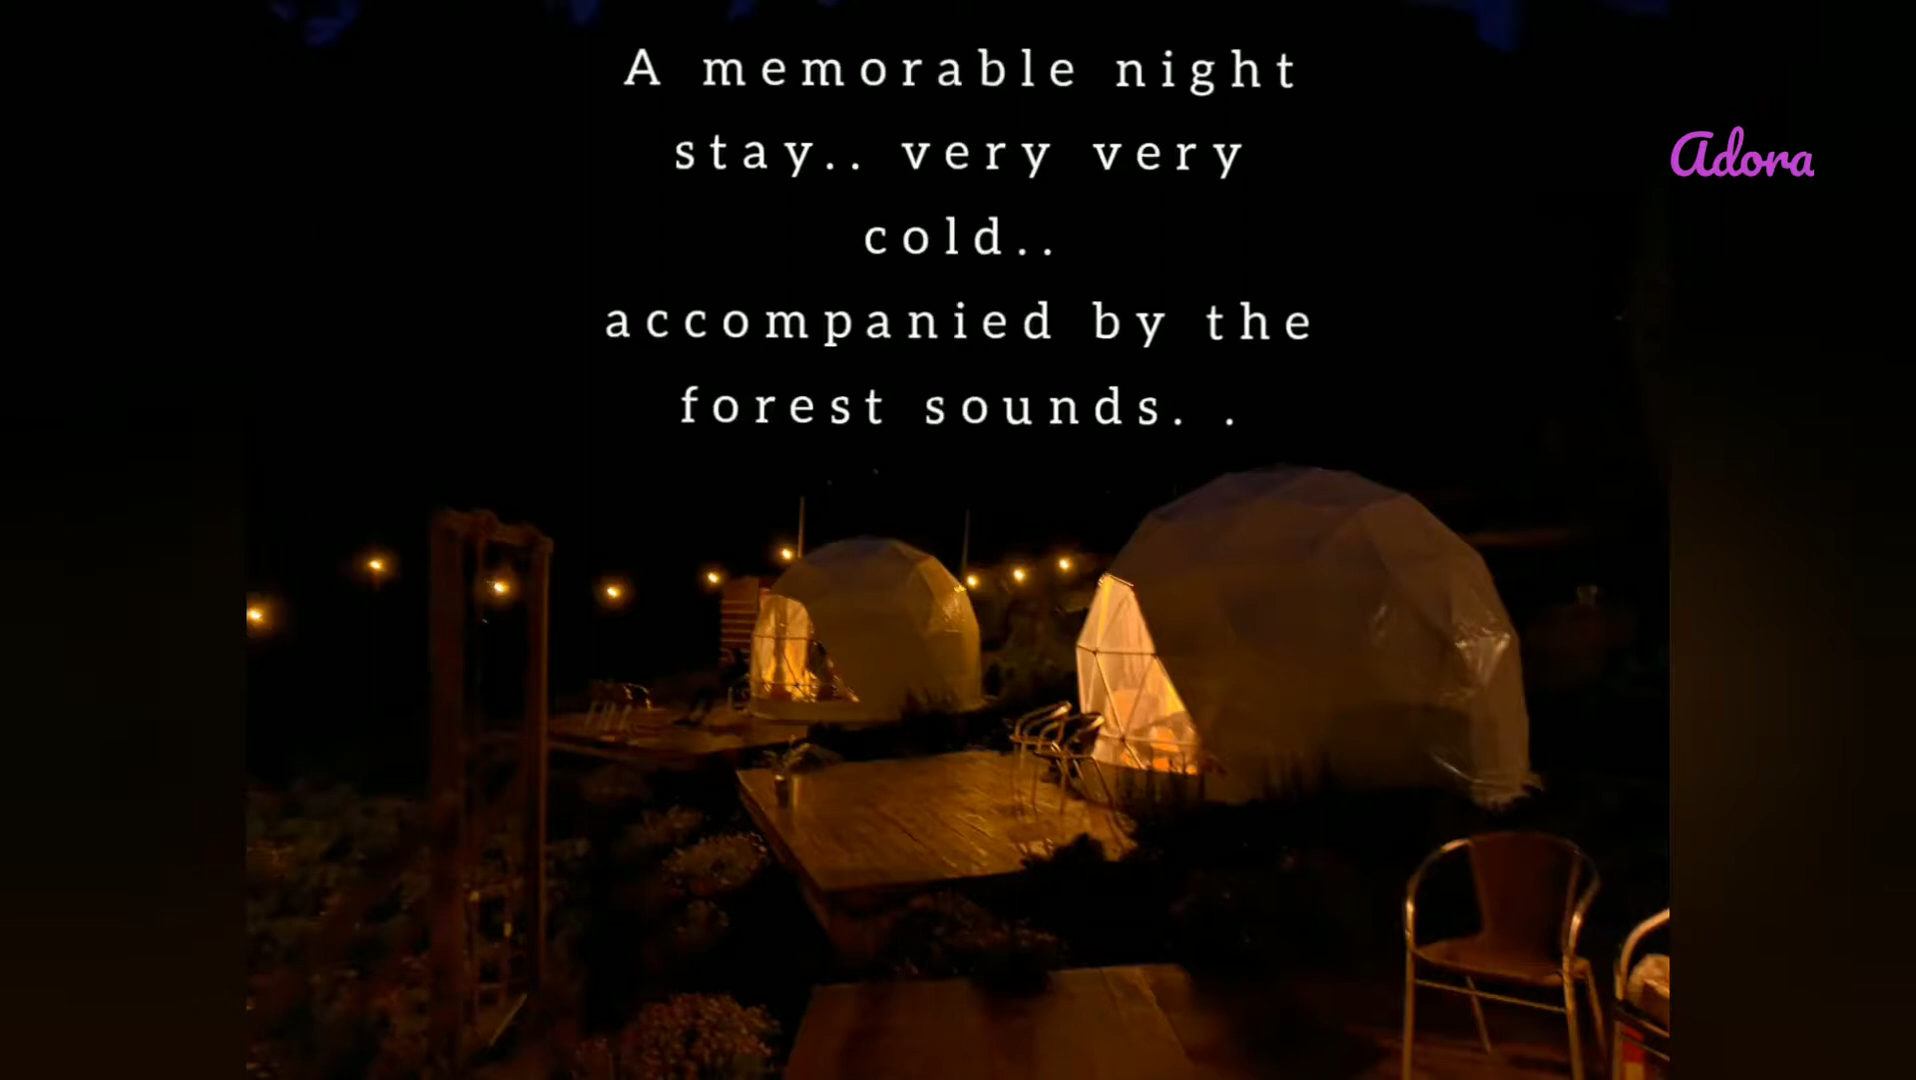 A memorable night
stay.. very very
cold..
accompanied by the
forest sounds. .
Adora